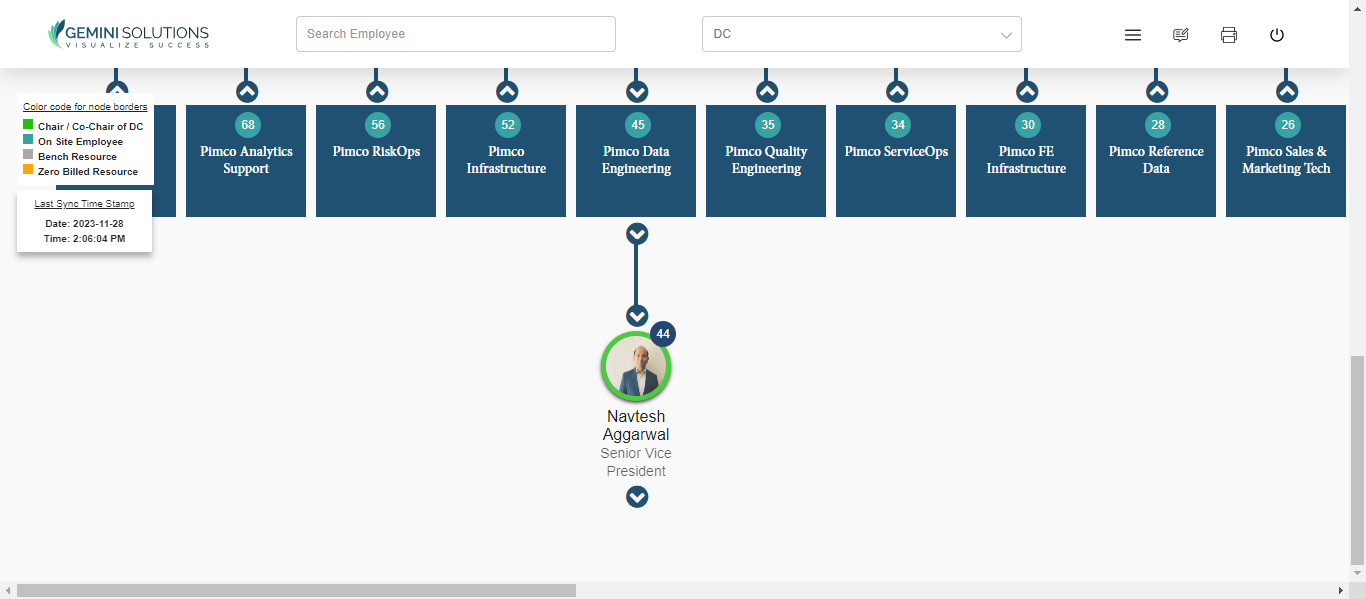 GEMINI SOLUTIONS
VISUALIZE SUCCESS
Search Employee
DC
Color code for node borders
Chair / Co-Chair of DC
On Site Employee
Bench Resource
Zero Billed Resource
Last Sync Time Stamp
Date: 2023-11-28
Time: 2:06:04 PM
68
Pimco Analytics
Support
56
Pimco RiskOps
52
Pimco
Infrastructure
45
Pimco Data
Engineering
35
Pimco Quality
Engineering
34
Pimco ServiceOps
30
Pimco FE
Infrastructure
28
Pimco Reference
Data
26
Pimco Sales &
Marketing Tech
44
Navtesh
Aggarwal
Senior Vice
President